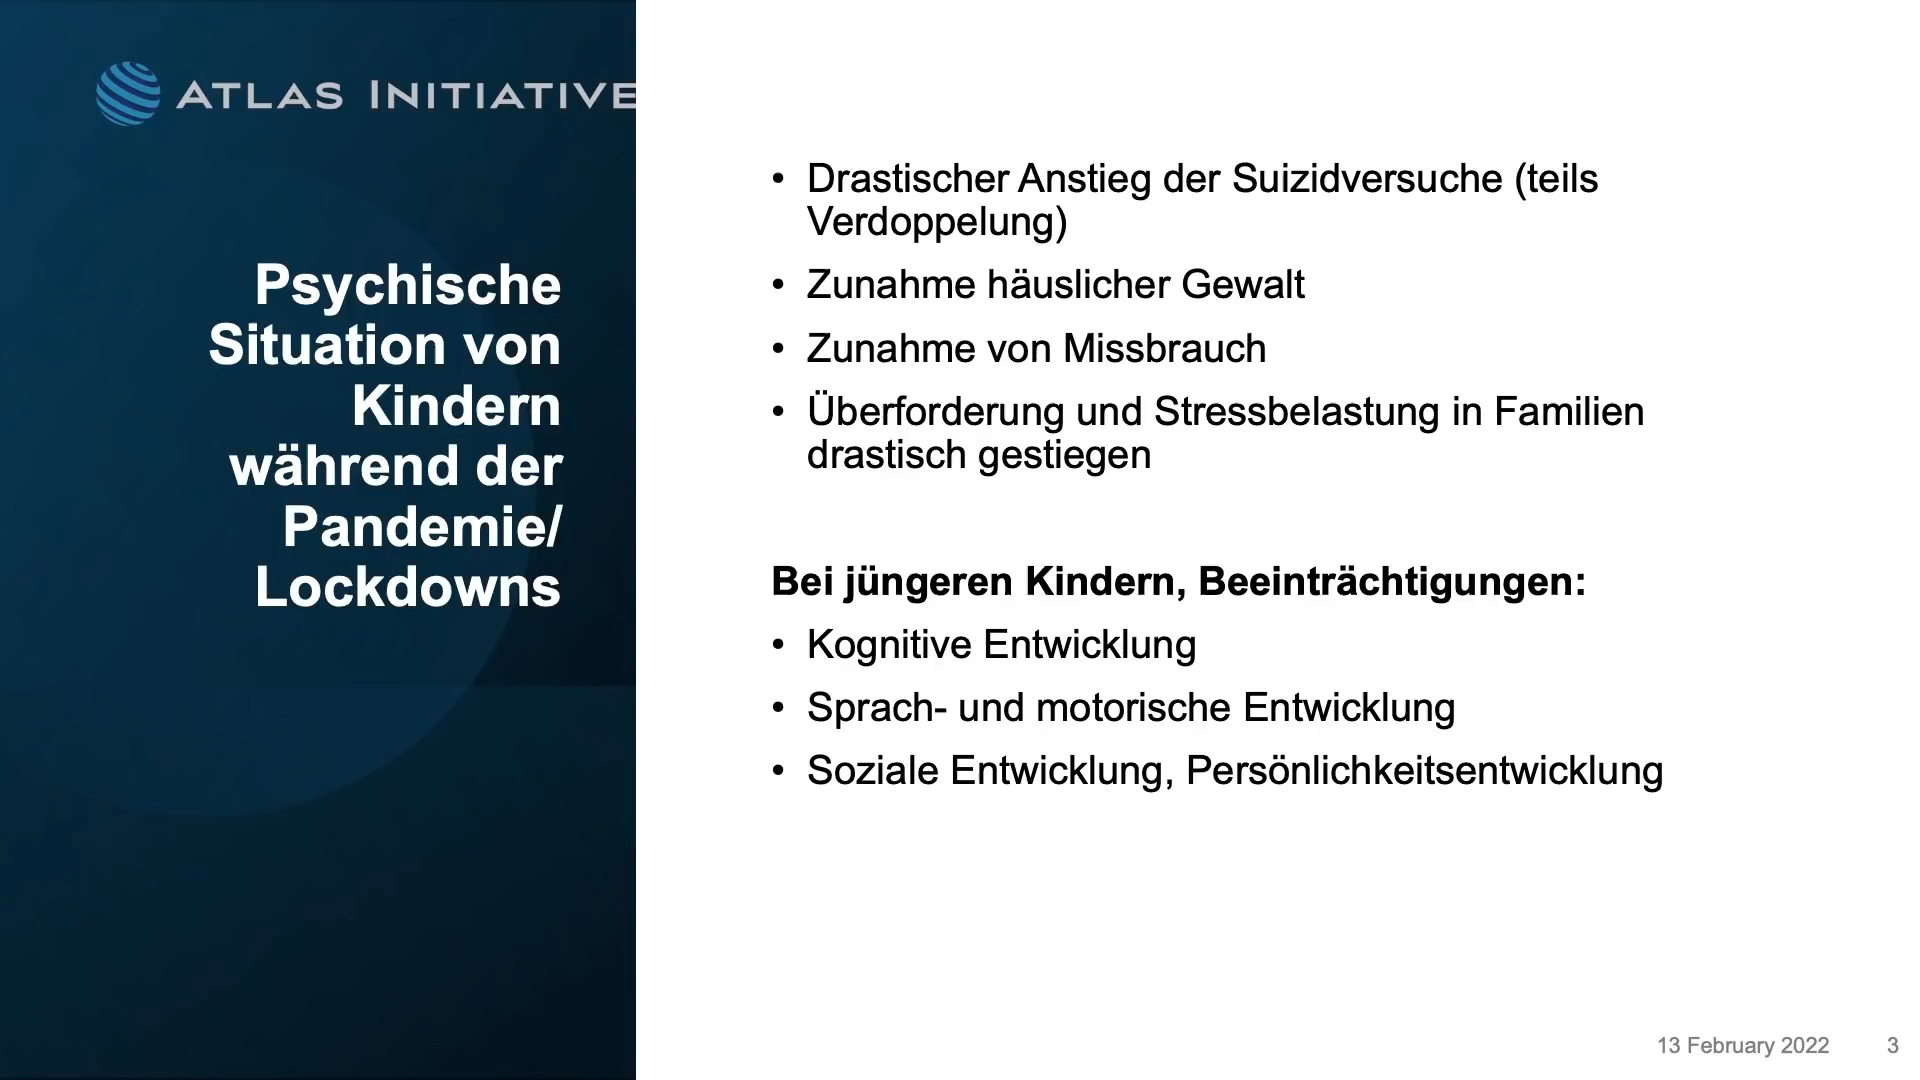 ATLAS INITIATIVE
Psychische
Situation von
Kindern
während der
Pandemie/
Lockdowns
• Drastischer Anstieg der Suizidversuche (teils
Verdoppelung)
• Zunahme häuslicher Gewalt
• Zunahme von Missbrauch
• Überforderung und Stressbelastung in Familien
drastisch gestiegen
Bei jüngeren Kindern, Beeinträchtigungen:
• Kognitive Entwicklung
• Sprach- und motorische Entwicklung
• Soziale Entwicklung, Persönlichkeitsentwicklung
13 February 2022 3